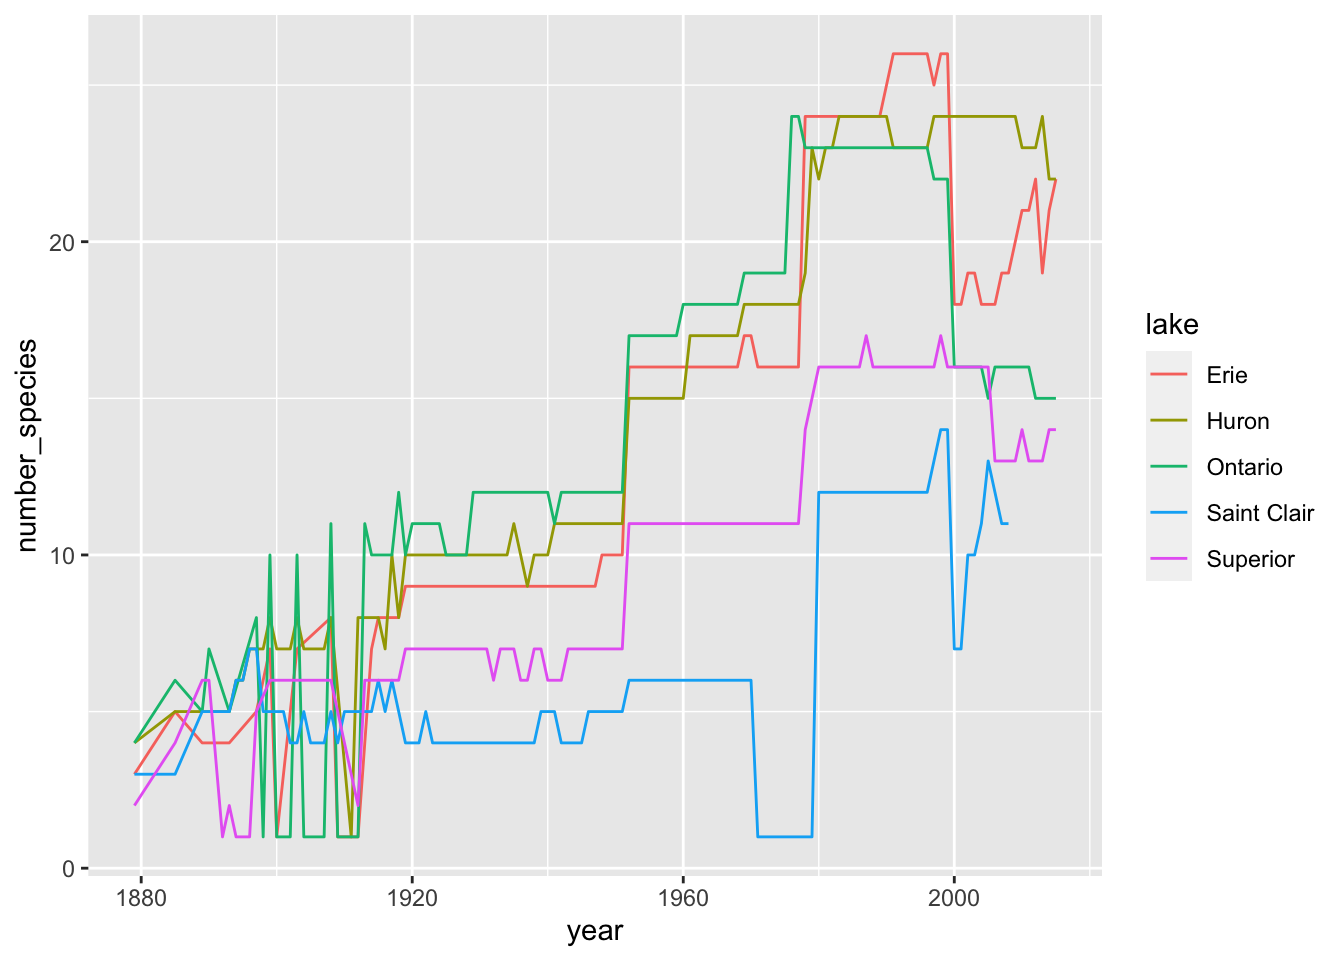 number_species
20
10
0
1880
1920
1960
2000
year
lake
Erie
Huron
Ontario
Saint Clair
Superior